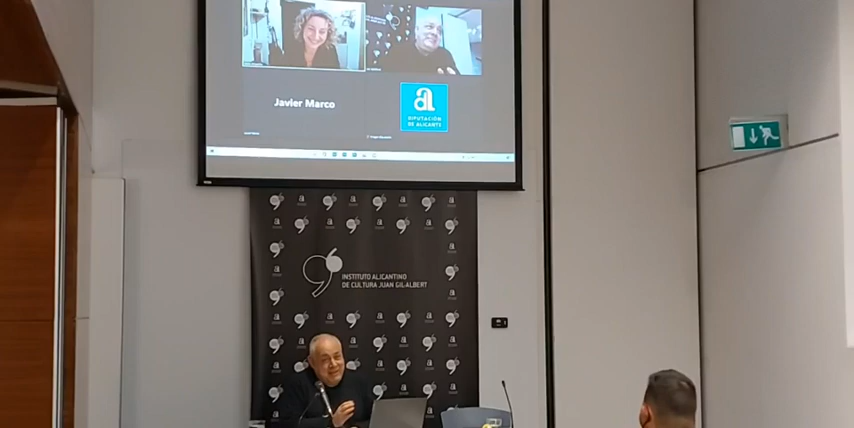 Javier Marco
a
DIPUTACIÓN
DE ALICANTE
INSTITUTO ALICANTINO
DE CULTURA JUAN GIL-ALBERT